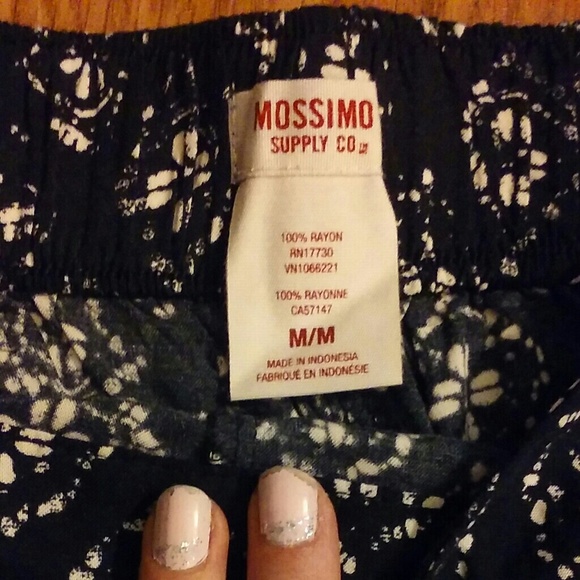 MOSSIMO
SUPPLY CO
100% RAYON
RN17730
VN1066221
100% RAYONNE
CA57147
M/M
MADE IN INDONESIA
FABRIQUÉ EN INDONÉSIE